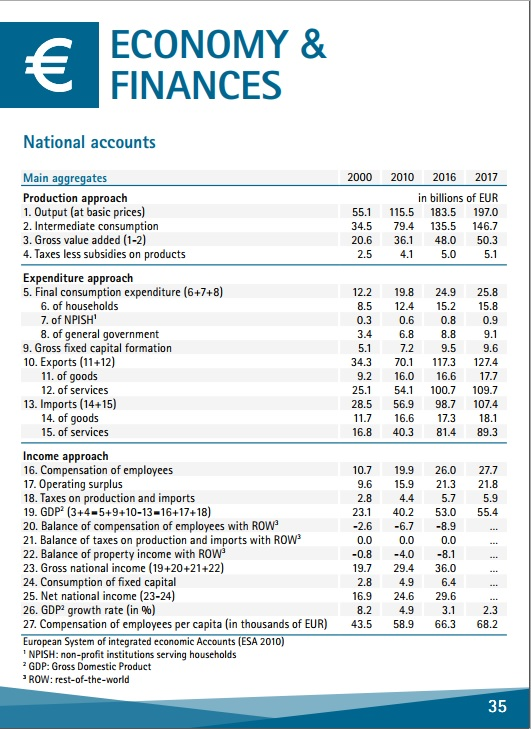 €
ECONOMY &
FINANCES
National accounts
Main aggregates 2000 2010 2016 2017
Production approach in billions of EUR
1. Output (at basic prices) 55.1 115.5 183.5 197.0
2. Intermediate consumption 34.5 79.4 135.5 146.7
3. Gross value added (1-2) 20.6 36.1 48.0 50.3
4. Taxes less subsidies on products 2.5 4.1 5.0 5.1
Expenditure approach
5. Final consumption expenditure (6+7+8) 12.2 19.8 24.9 25.8
6. of households 8.5 12.4 15.2 15.8
7. of NPISH¹ 0.3 0.6 0.8 0.9
8. of general government 3.4 6.8 8.8 9.1
9. Gross fixed capital formation 5.1 7.2 9.5 9.6
10. Exports (11+12) 34.3 70.1 117.3 127.4
11. of goods 9.2 16.0 16.6 17.7
12. of services 25.1 54.1 100.7 109.7
13. Imports (14+15) 28.5 56.9 98.7 107.4
14. of goods 11.7 16.6 17.3 18.1
15. of services 16.8 40.3 81.4 89.3
Income approach
16. Compensation of employees 10.7 19.9 26.0 27.7
17. Operating surplus 9.6 15.9 21.3 21.8
18. Taxes on production and imports 2.8 4.4 5.7 5.9
19. GDP² (3+4=5+9+10-13=16+17+18) 23.1 40.2 53.0 55.4
20. Balance of compensation of employees with ROW³ -2.6 -6.7 -8.9 ...
21. Balance of taxes on production and imports with ROW³ 0.0 0.0 0.0 ...
22. Balance of property income with ROW³ -0.8 -4.0 -8.1 ...
23. Gross national income (19+20+21+22) 19.7 29.4 36.0 ...
24. Consumption of fixed capital 2.8 4.9 6.4 ...
25. Net national income (23-24) 16.9 24.6 29.6 ...
26. GDP² growth rate (in %) 8.2 4.9 3.1 2.3
27. Compensation of employees per capita (in thousands of EUR) 43.5 58.9 66.3 68.2
European System of integrated economic Accounts (ESA 2010)
¹ NPISH: non-profit institutions serving households
² GDP: Gross Domestic Product
³ ROW: rest-of-the-world
35